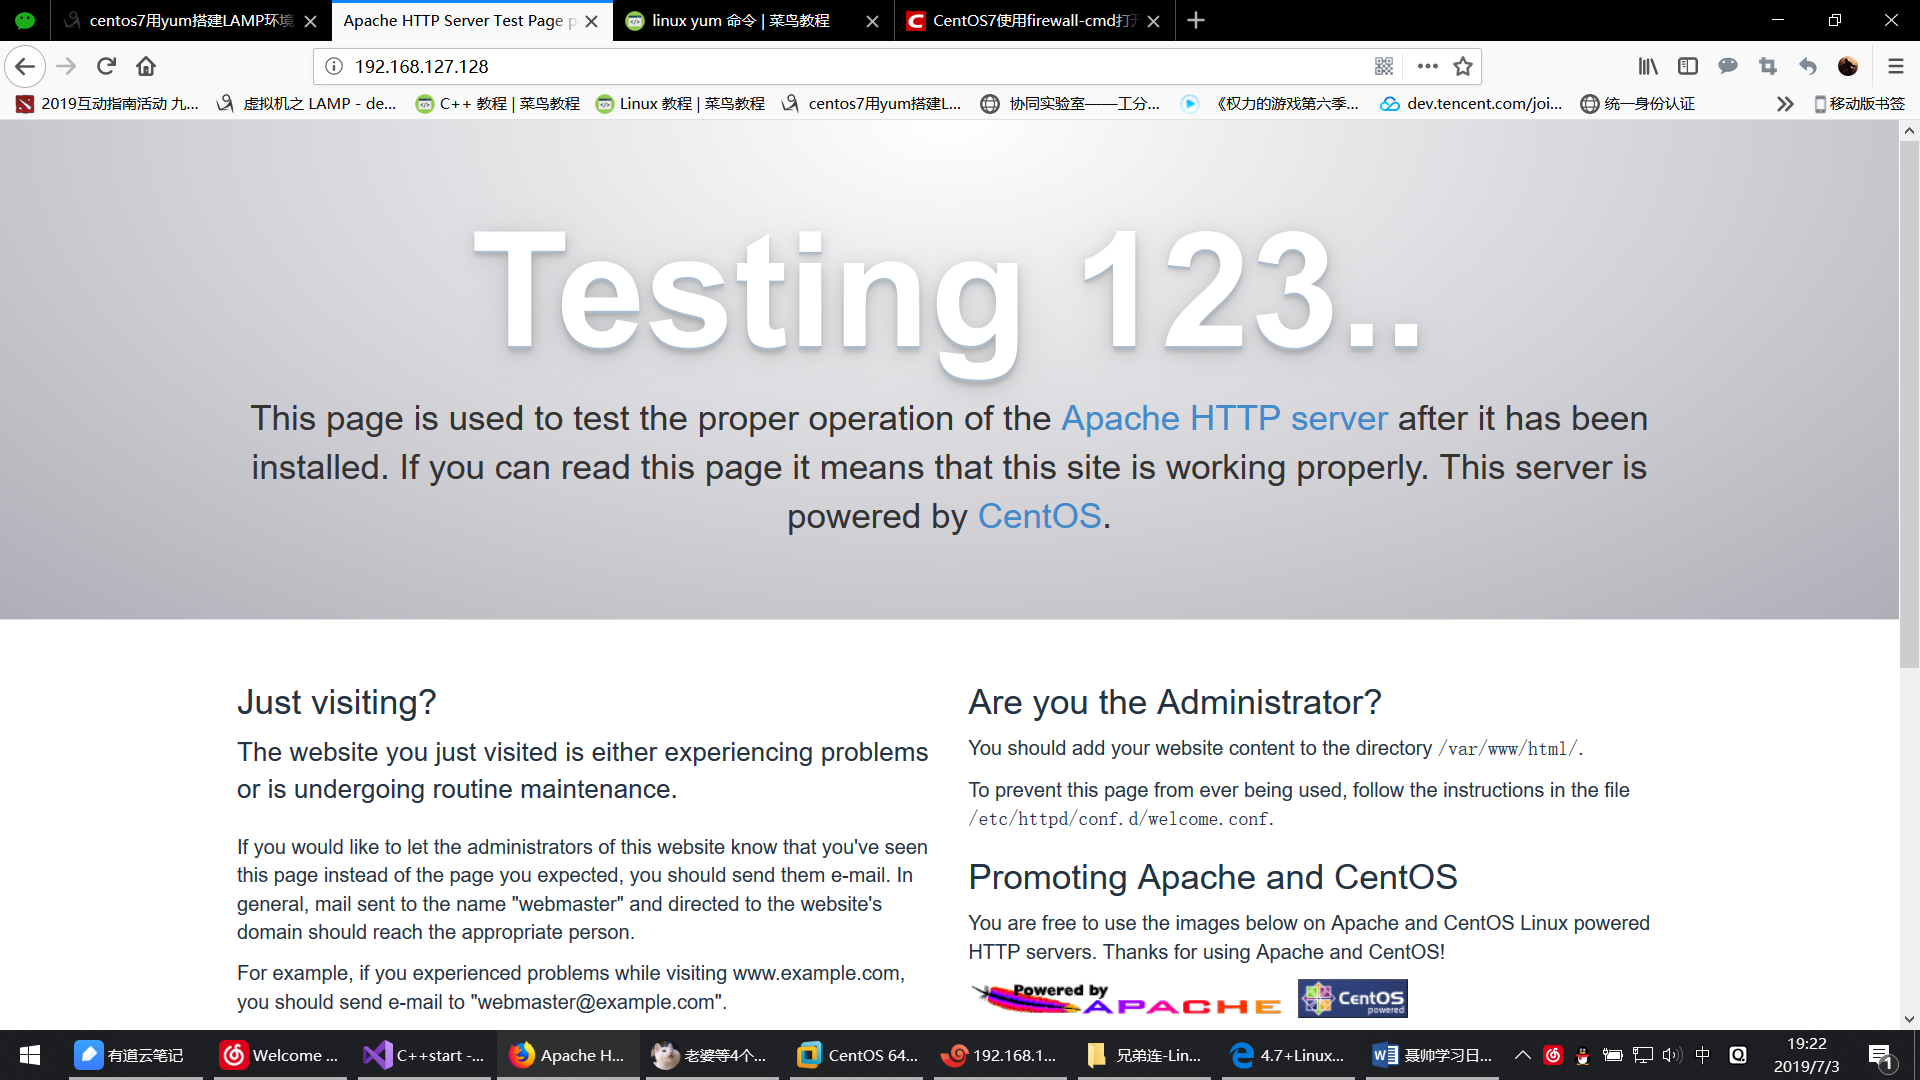 centos7用yum搭建LAMP环境
Apache HTTP Server Test Page p
linux yum 命令 | 菜鸟教程
CentOS7使用firewall-cmd打开
192.168.127.128
2019互动指南活动 九...
虚拟机之 LAMP - de...
C++ 教程 | 菜鸟教程
Linux 教程 | 菜鸟教程
centos7用yum搭建L...
协同实验室——工分...
《权力的游戏第六季...
dev.tencent.com/joi...
统一身份认证
移动版书签
Testing 123..
This page is used to test the proper operation of the Apache HTTP server after it has been
installed. If you can read this page it means that this site is working properly. This server is
powered by CentOS.
Just visiting?
The website you just visited is either experiencing problems
or is undergoing routine maintenance.
If you would like to let the administrators of this website know that you've seen
this page instead of the page you expected, you should send them e-mail. In
general, mail sent to the name "webmaster" and directed to the website's
domain should reach the appropriate person.
For example, if you experienced problems while visiting www.example.com,
you should send e-mail to "webmaster@example.com".
Are you the Administrator?
You should add your website content to the directory /var/www/html/.
To prevent this page from ever being used, follow the instructions in the file
/etc/httpd/conf.d/welcome.conf.
Promoting Apache and CentOS
You are free to use the images below on Apache and CentOS Linux powered
HTTP servers. Thanks for using Apache and CentOS!
Powered by
APACHE
CentOS
powered
有道云笔记
Welcome ...
C++start -...
Apache H...
老婆等4个...
CentOS 64...
192.168.1...
兄弟连-Lin...
4.7+Linux...
聂帅学习日...
中
19:22
2019/7/3
1